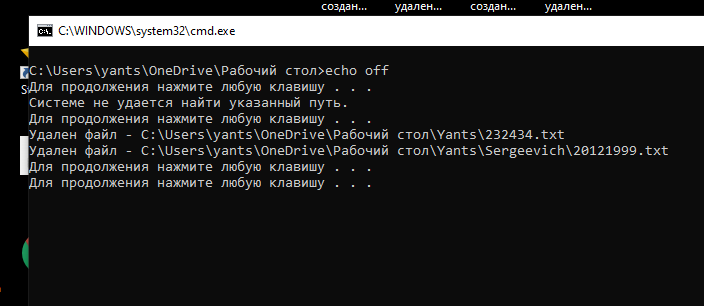 создан... удален... создан... удален...
C:\WINDOWS\system32\cmd.exe
C:\Users\yants\OneDrive\Рабочий стол>echo off
Для продолжения нажмите любую клавишу . . .
Системе не удается найти указанный путь.
Для продолжения нажмите любую клавишу . . .
Удален файл - C:\Users\yants\OneDrive\Рабочий стол\Yants\232434.txt
Удален файл - C:\Users\yants\OneDrive\Рабочий стол\Yants\Sergeevich\20121999.txt
Для продолжения нажмите любую клавишу . . .
Для продолжения нажмите любую клавишу . . .